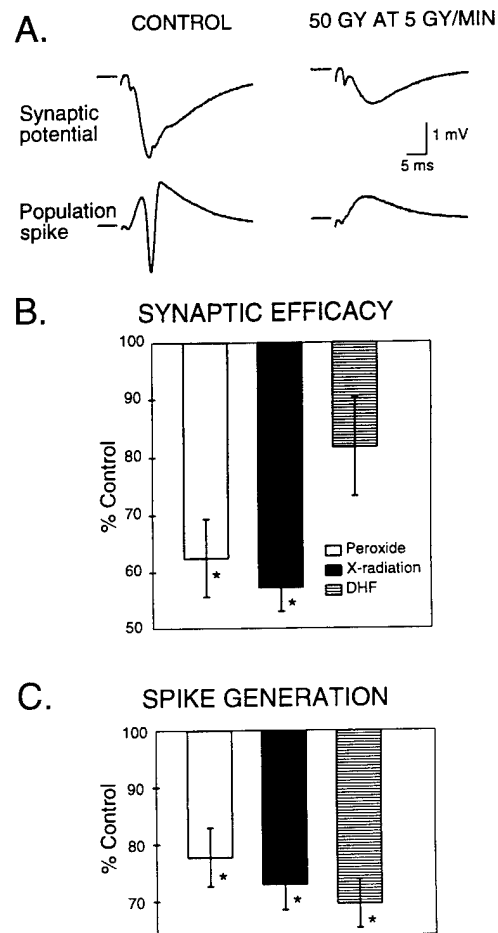 A.
CONTROL
50 GY AT 5 GY/MIN
Synaptic
potential
1 mV
5 ms
Population
spike
B.
SYNAPTIC EFFICACY
100
90
80
70
60
50
% Control
*
*
Peroxide
X-radiation
DHF
C.
SPIKE GENERATION
100
90
80
70
% Control
*
*
*